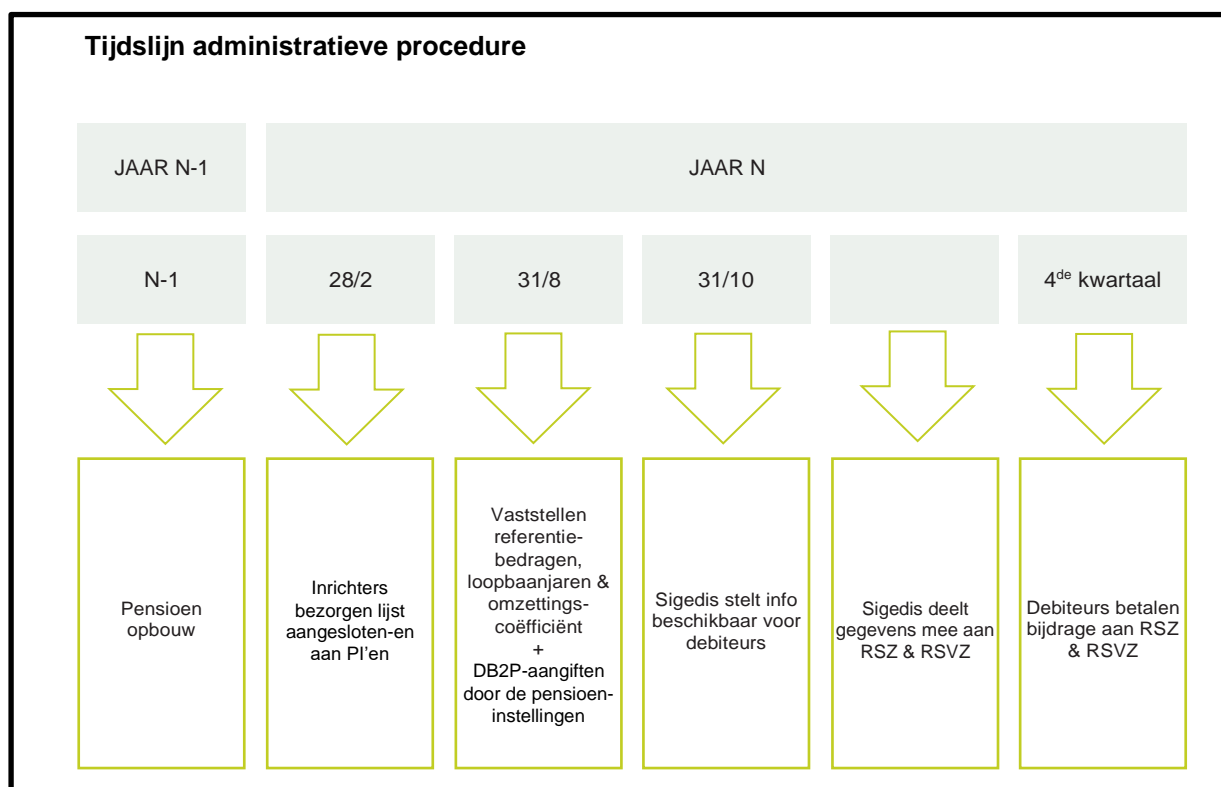 Tijdslijn administratieve procedure
JAAR N-1
JAAR N
N-1
28/2
31/8
31/10
4de kwartaal
Pensioen
opbouw
Inrichters
bezorgen lijst
aangesloten-en
aan PI'en
Vaststellen
referentie-
bedragen,
loopbaanjaren &
omzettings-
coëfficiënt
+
DB2P-aangiften
door de pensioen-
instellingen
Sigedis stelt info
beschikbaar voor
debiteurs
Sigedis deelt
gegevens mee aan
RSZ & RSVZ
Debiteurs betalen
bijdrage aan RSZ
& RSVZ